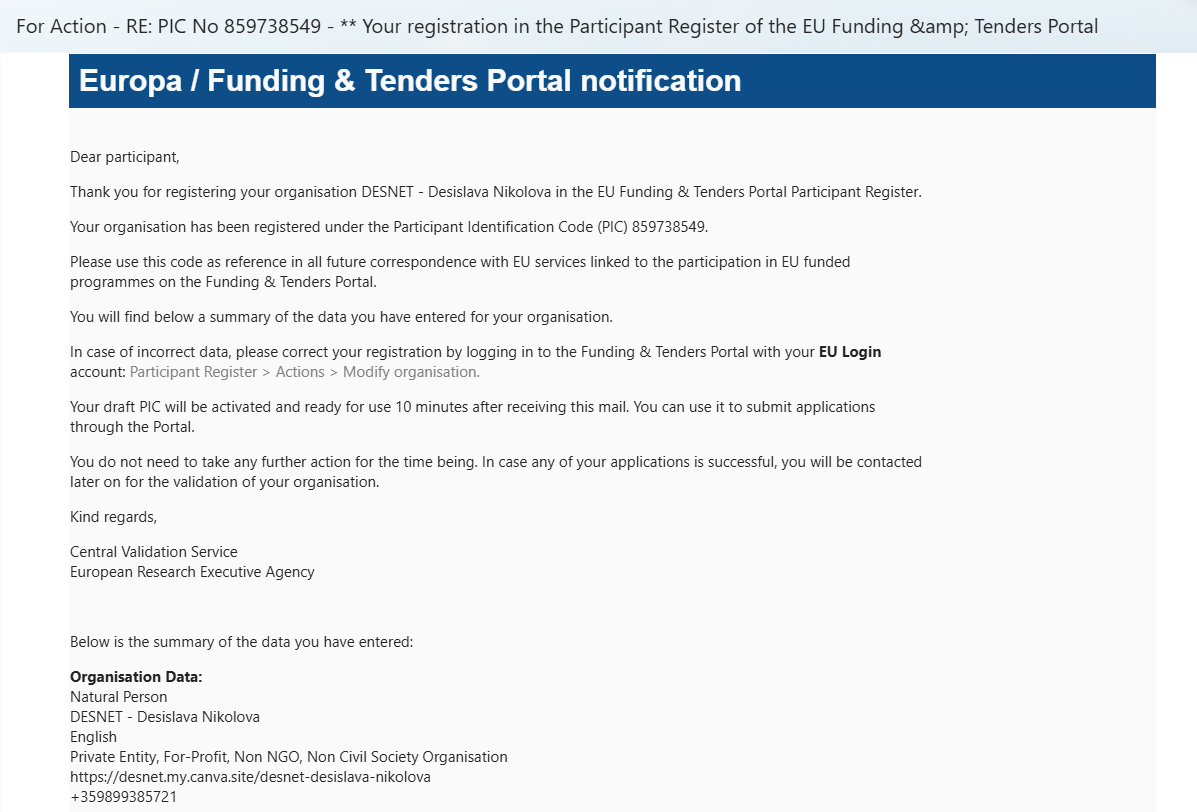 For Action - RE: PIC No 859738549 - ** Your registration in the Participant Register of the EU Funding &amp; Tenders Portal
Europa / Funding & Tenders Portal notification
Dear participant,
Thank you for registering your organisation DESNET - Desislava Nikolova in the EU Funding & Tenders Portal Participant Register.
Your organisation has been registered under the Participant Identification Code (PIC) 859738549.
Please use this code as reference in all future correspondence with EU services linked to the participation in EU funded
programmes on the Funding & Tenders Portal.
You will find below a summary of the data you have entered for your organisation.
In case of incorrect data, please correct your registration by logging in to the Funding & Tenders Portal with your EU Login
account: Participant Register > Actions > Modify organisation.
Your draft PIC will be activated and ready for use 10 minutes after receiving this mail. You can use it to submit applications
through the Portal.
You do not need to take any further action for the time being. In case any of your applications is successful, you will be contacted
later on for the validation of your organisation.
Kind regards,
Central Validation Service
European Research Executive Agency
Below is the summary of the data you have entered:
Organisation Data:
Natural Person
DESNET - Desislava Nikolova
English
Private Entity, For-Profit, Non NGO, Non Civil Society Organisation
https://desnet.my.canva.site/desnet-desislava-nikolova
+359899385721